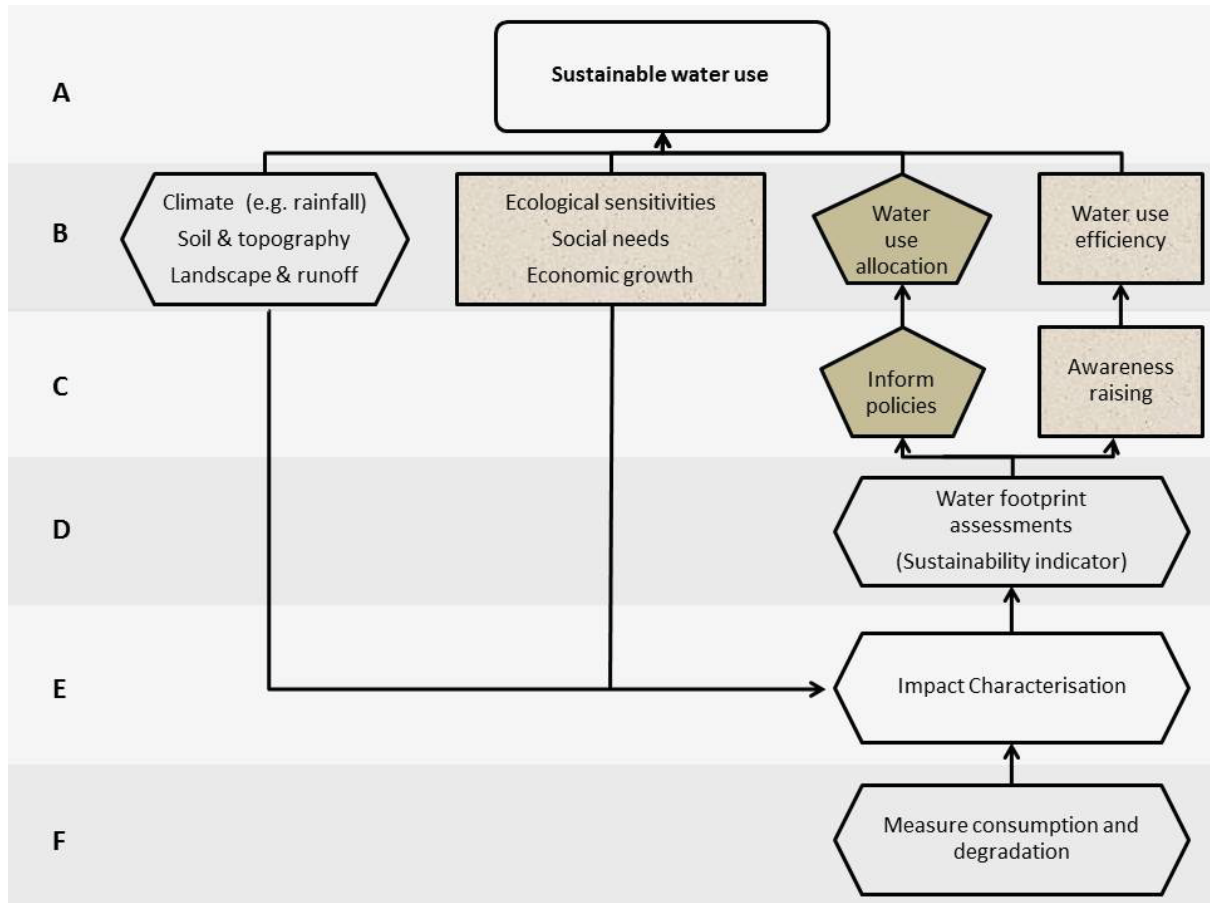 A
Sustainable water use
B
Climate (e.g. rainfall)
Soil & topography
Landscape & runoff
Ecological sensitivities
Social needs
Economic growth
Water
use
allocation
Water use
efficiency
C
Inform
policies
Awareness
raising
D
Water footprint
assessments
(Sustainability indicator)
E
Impact Characterisation
F
Measure consumption and
degradation